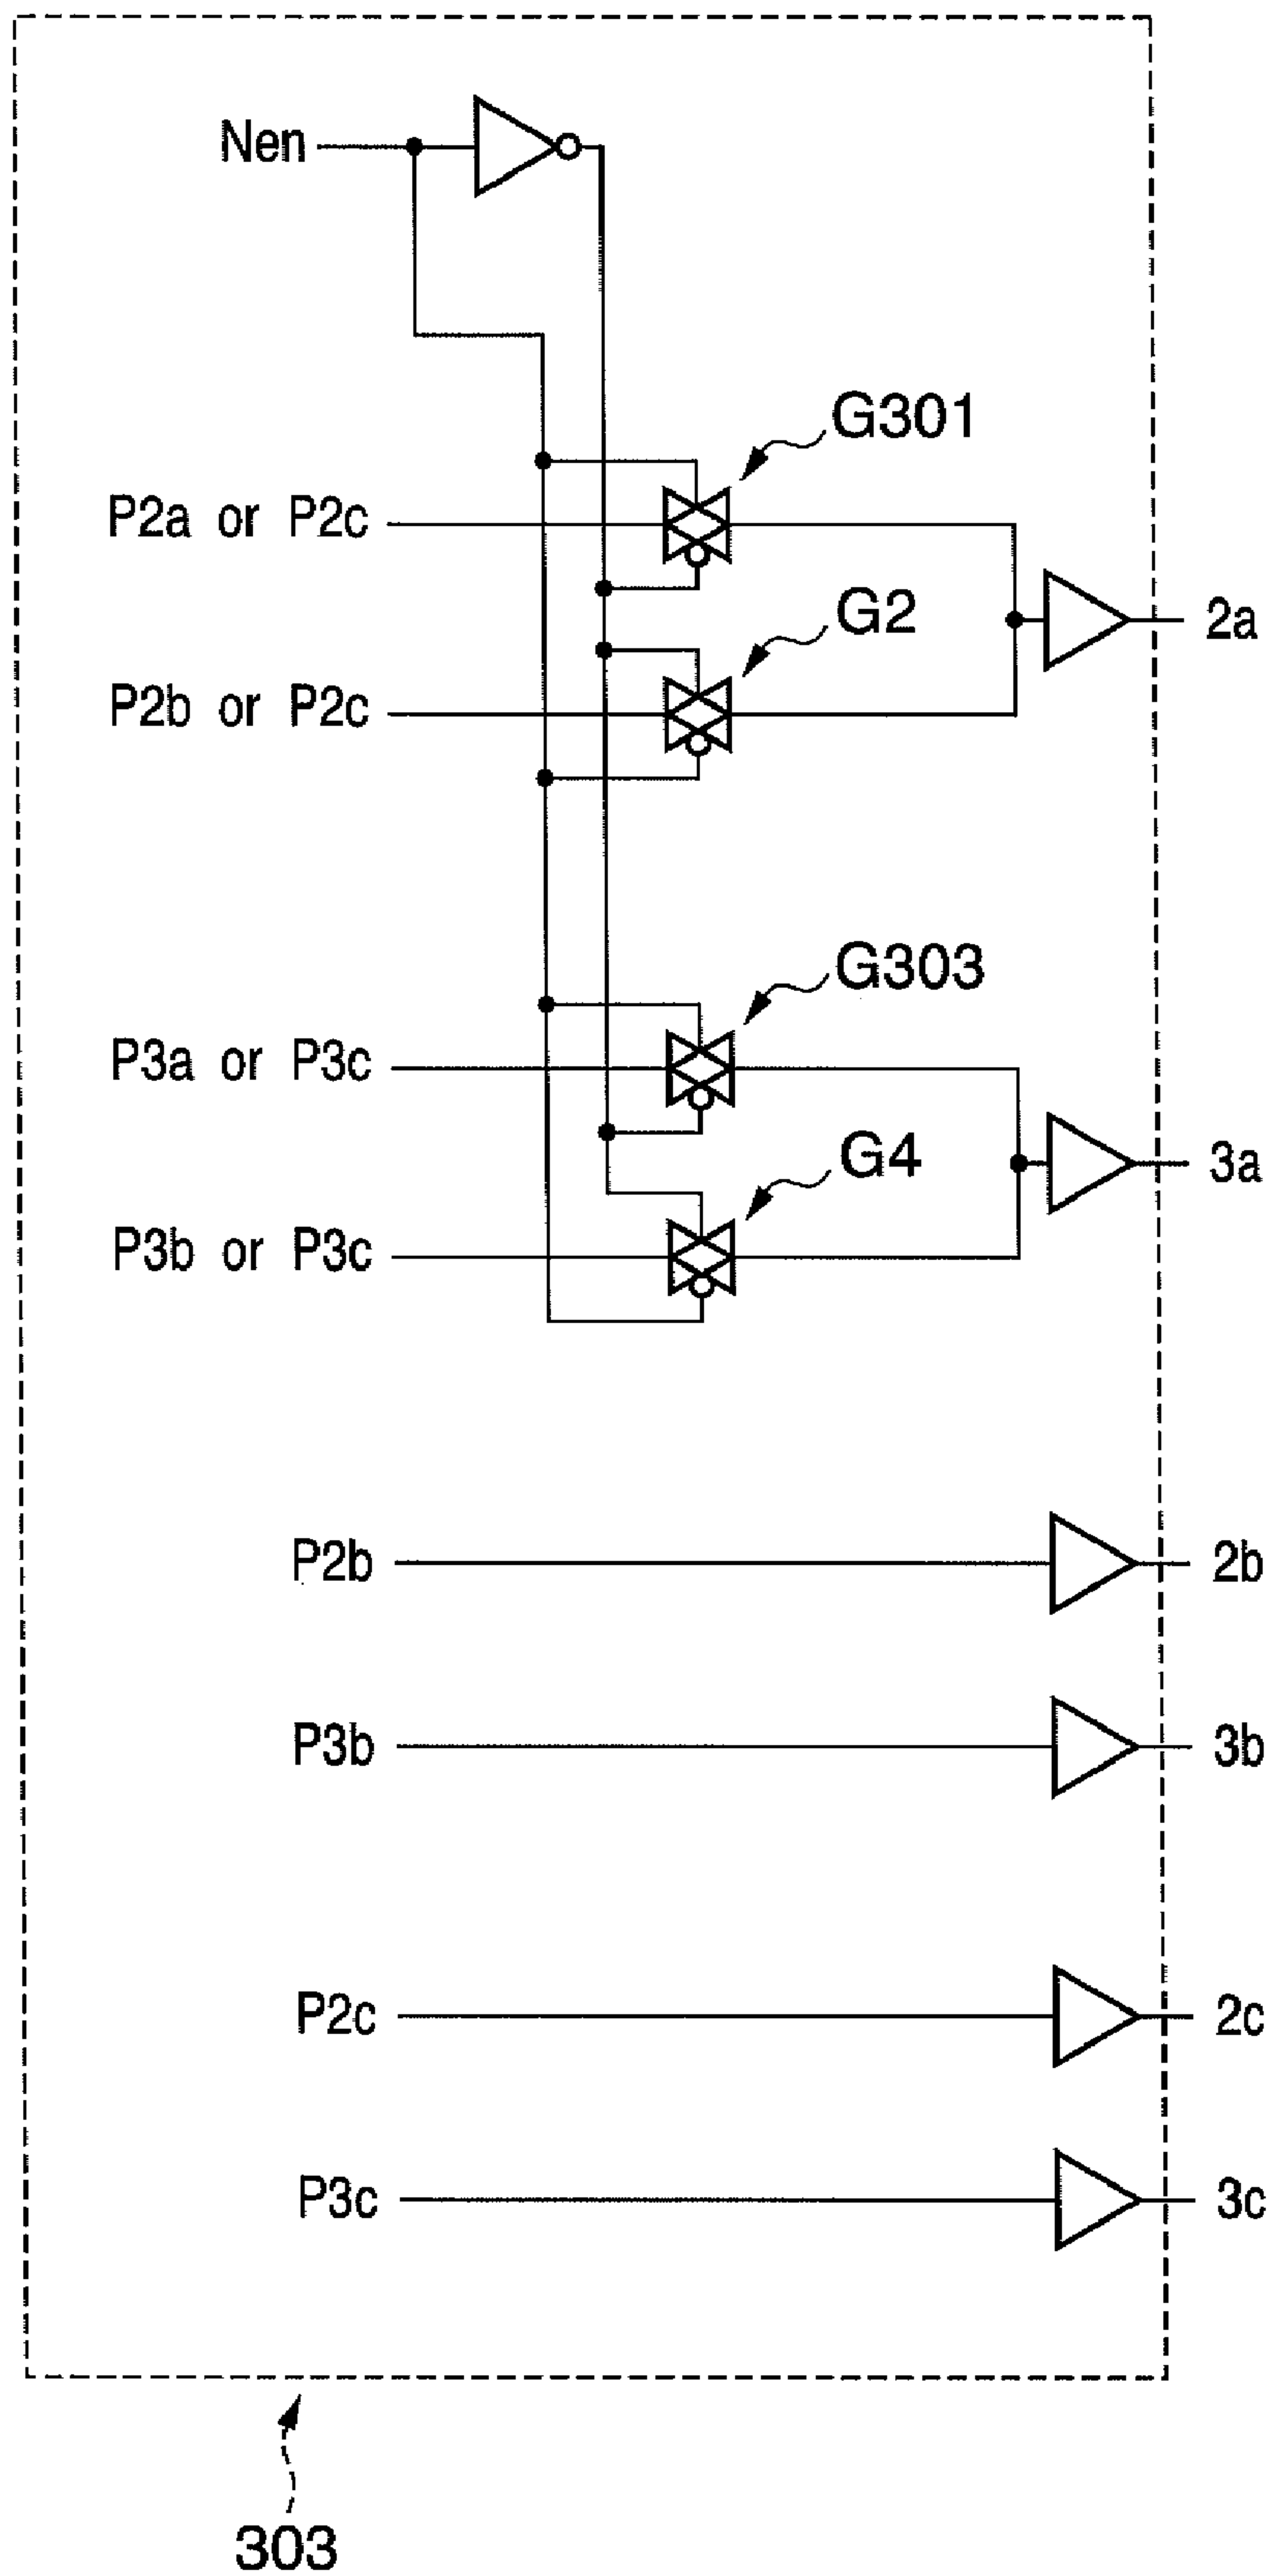 Nen
G301
P2a or P2c
G2
2a
P2b or P2c
G303
P3a or P3c
G4
3a
P3b or P3c
P2b
2b
P3b
3b
P2c
2c
P3c
3c
303